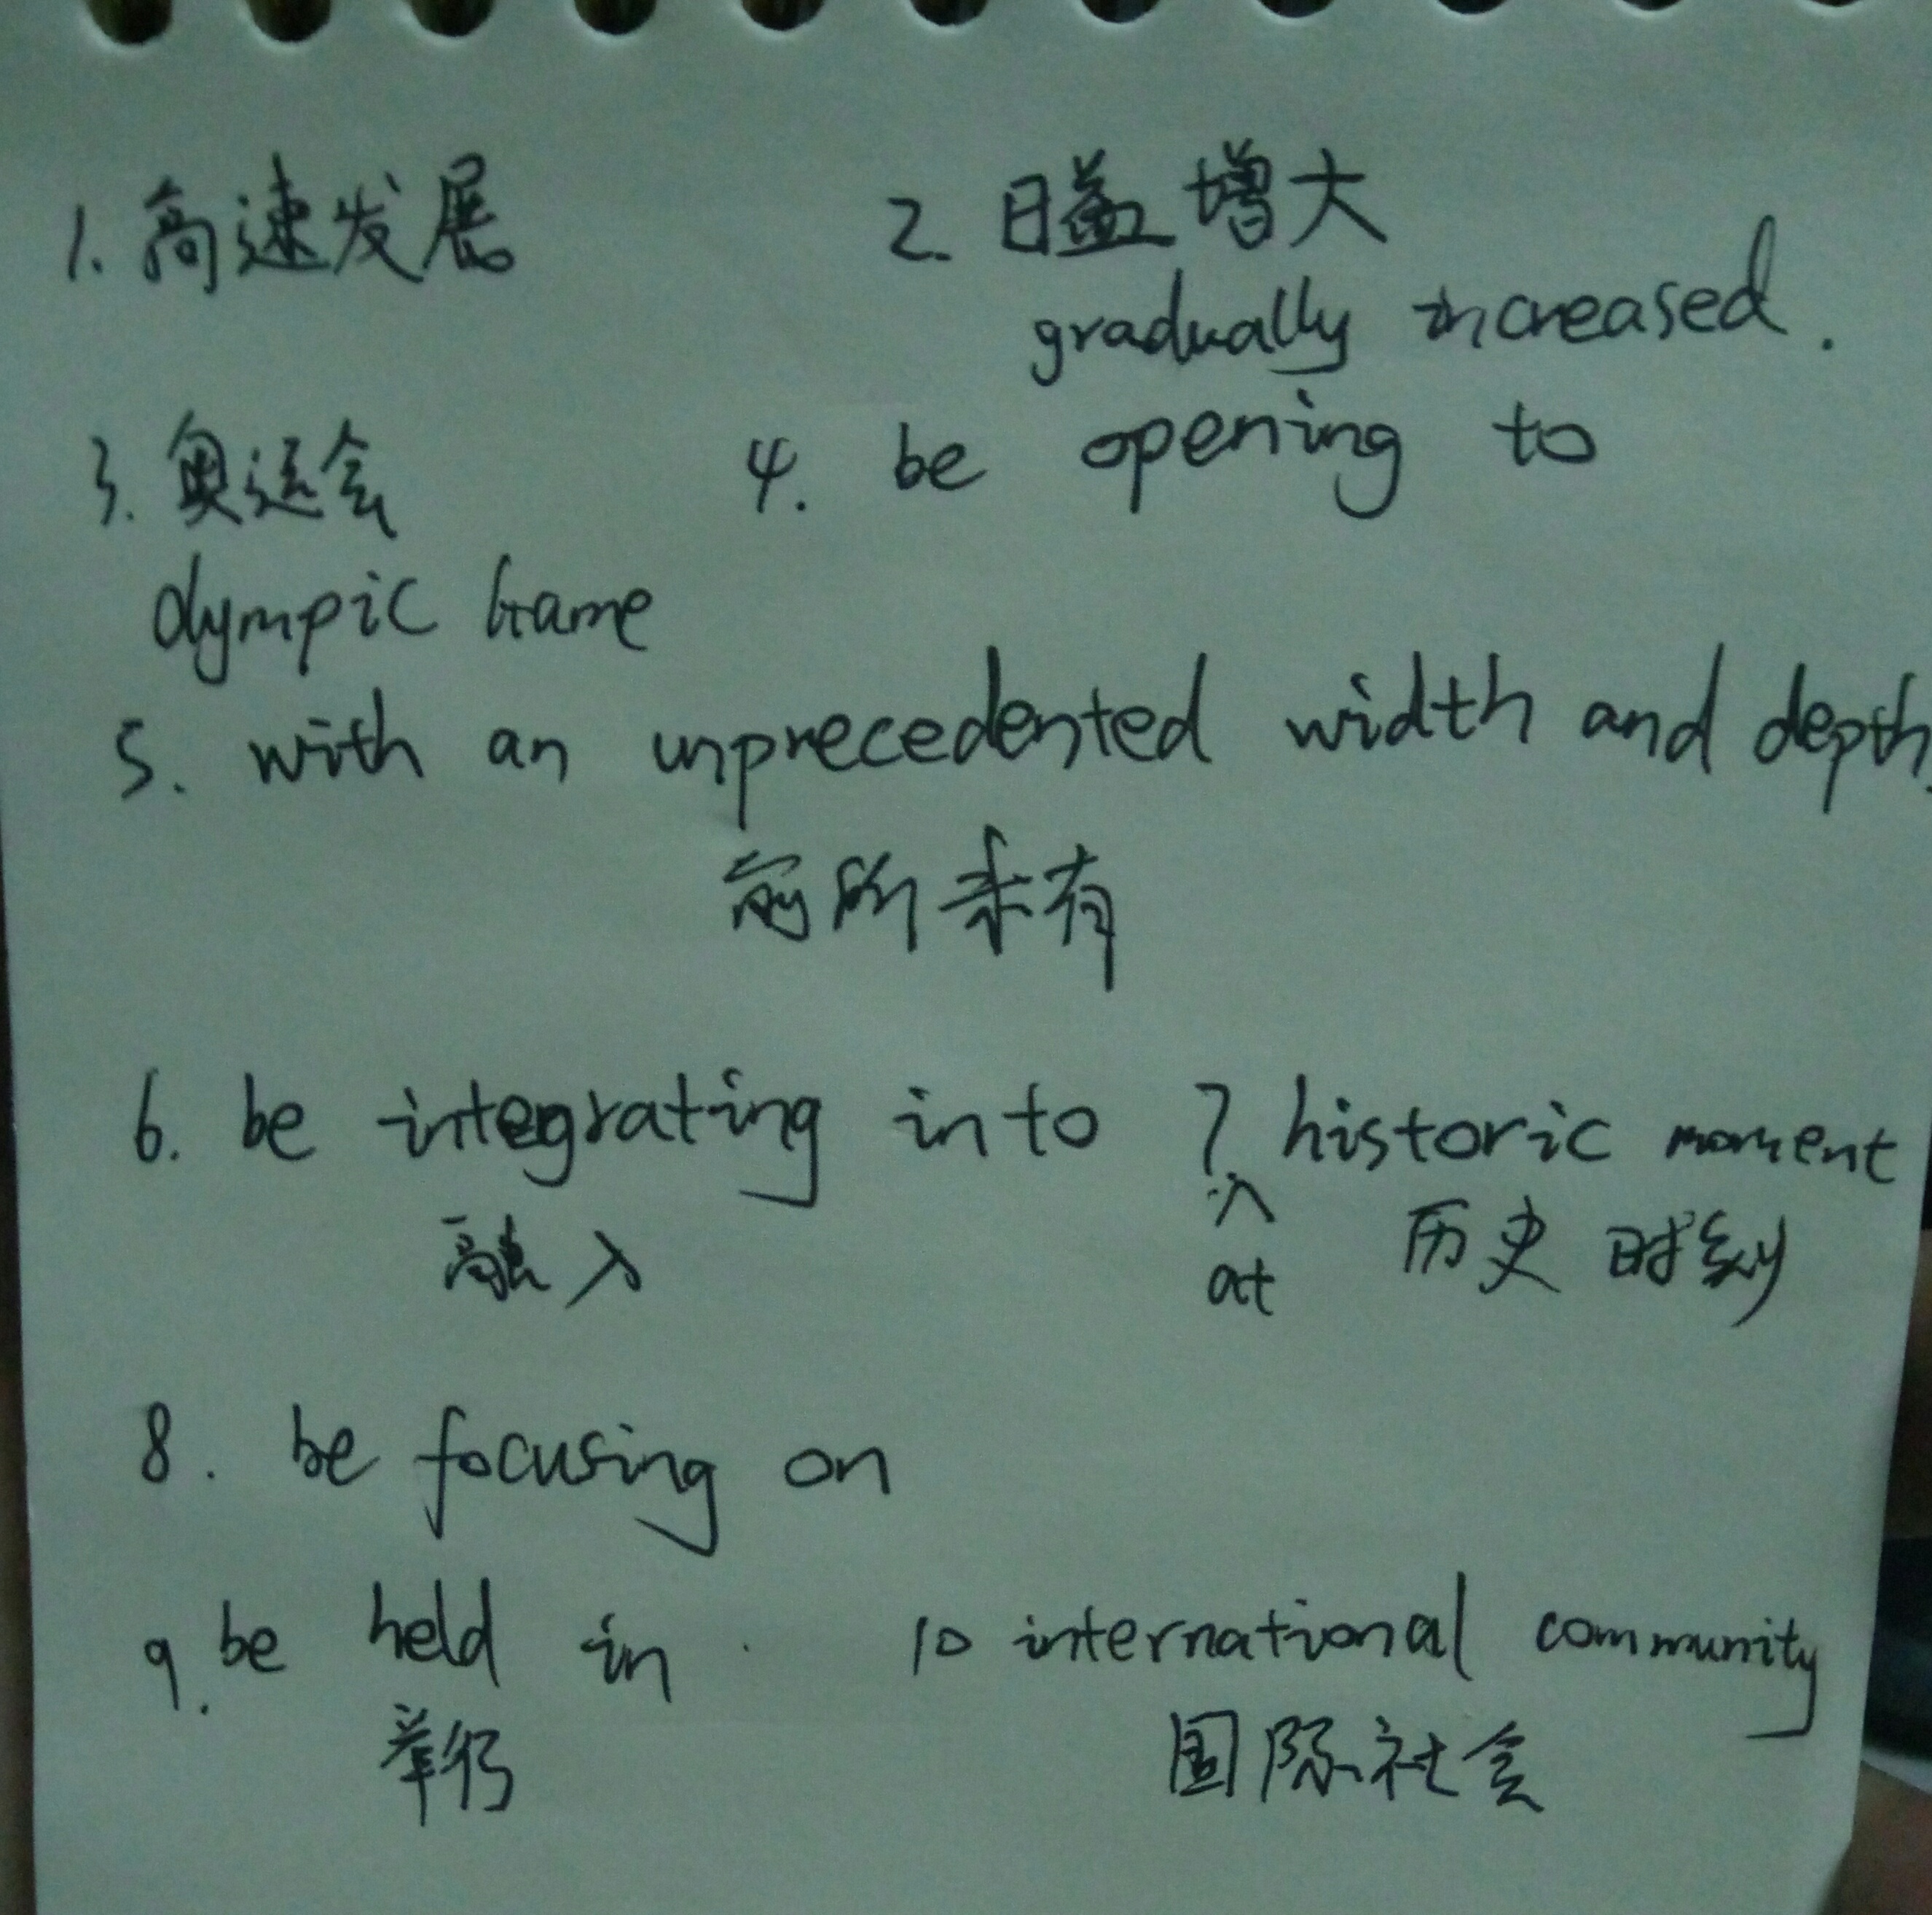 1. 高速发展
2. 日益增大
gradually increased.
3. 奥运会
4. be opening to
Olympic Game
5. with an unprecedented width and depth.
前所未有
6. be integrating into
7. historic moment
融入
入
at
历史时刻
8. be focusing on
9. be held in
10 international community
举行
国际社会